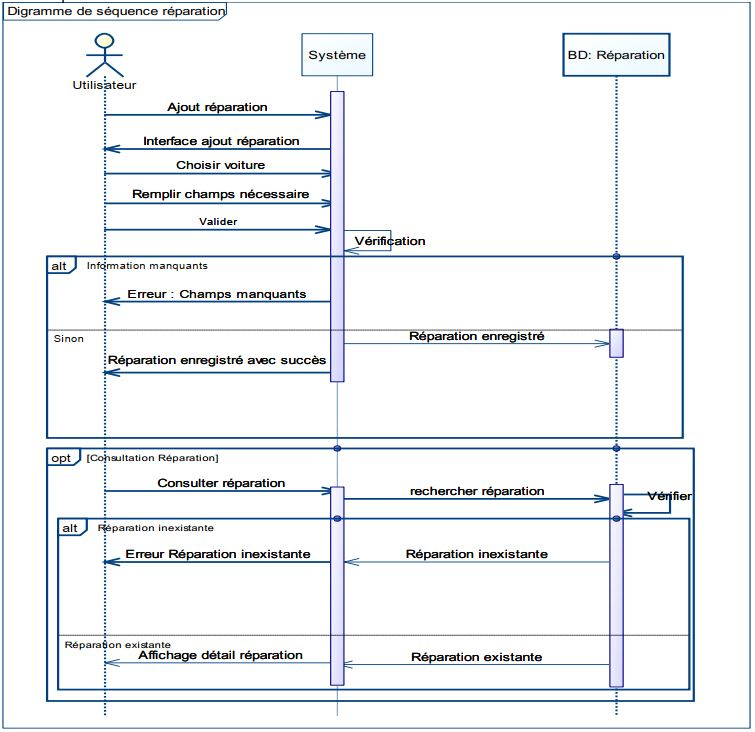 Digramme de séquence réparation
Système
BD: Réparation
Utilisateur
Ajout réparation
Interface ajout réparation
Choisir voiture
Remplir champs nécessaire
Valider
Vérification
alt
Information manquants
Erreur : Champs manquants
Sinon
Réparation enregistré
Réparation enregistré avec succès
opt
[Consultation Réparation]
Consulter réparation
rechercher réparation
Vérifier
alt
Réparation inexistante
Erreur Réparation inexistante
Réparation inexistante
Réparation existante
Affichage détail réparation
Réparation existante